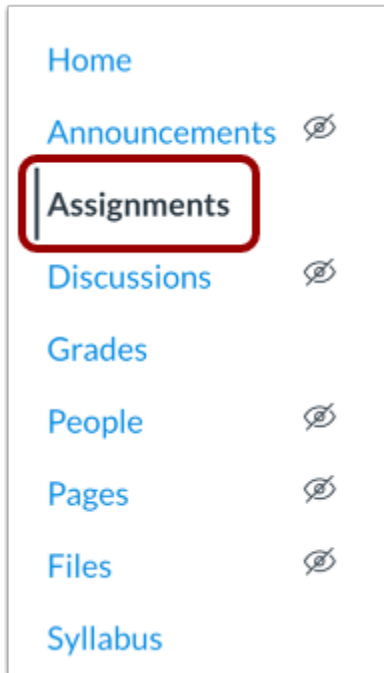 Home
Announcements
Assignments
Discussions
Grades
People
Pages
Files
Syllabus